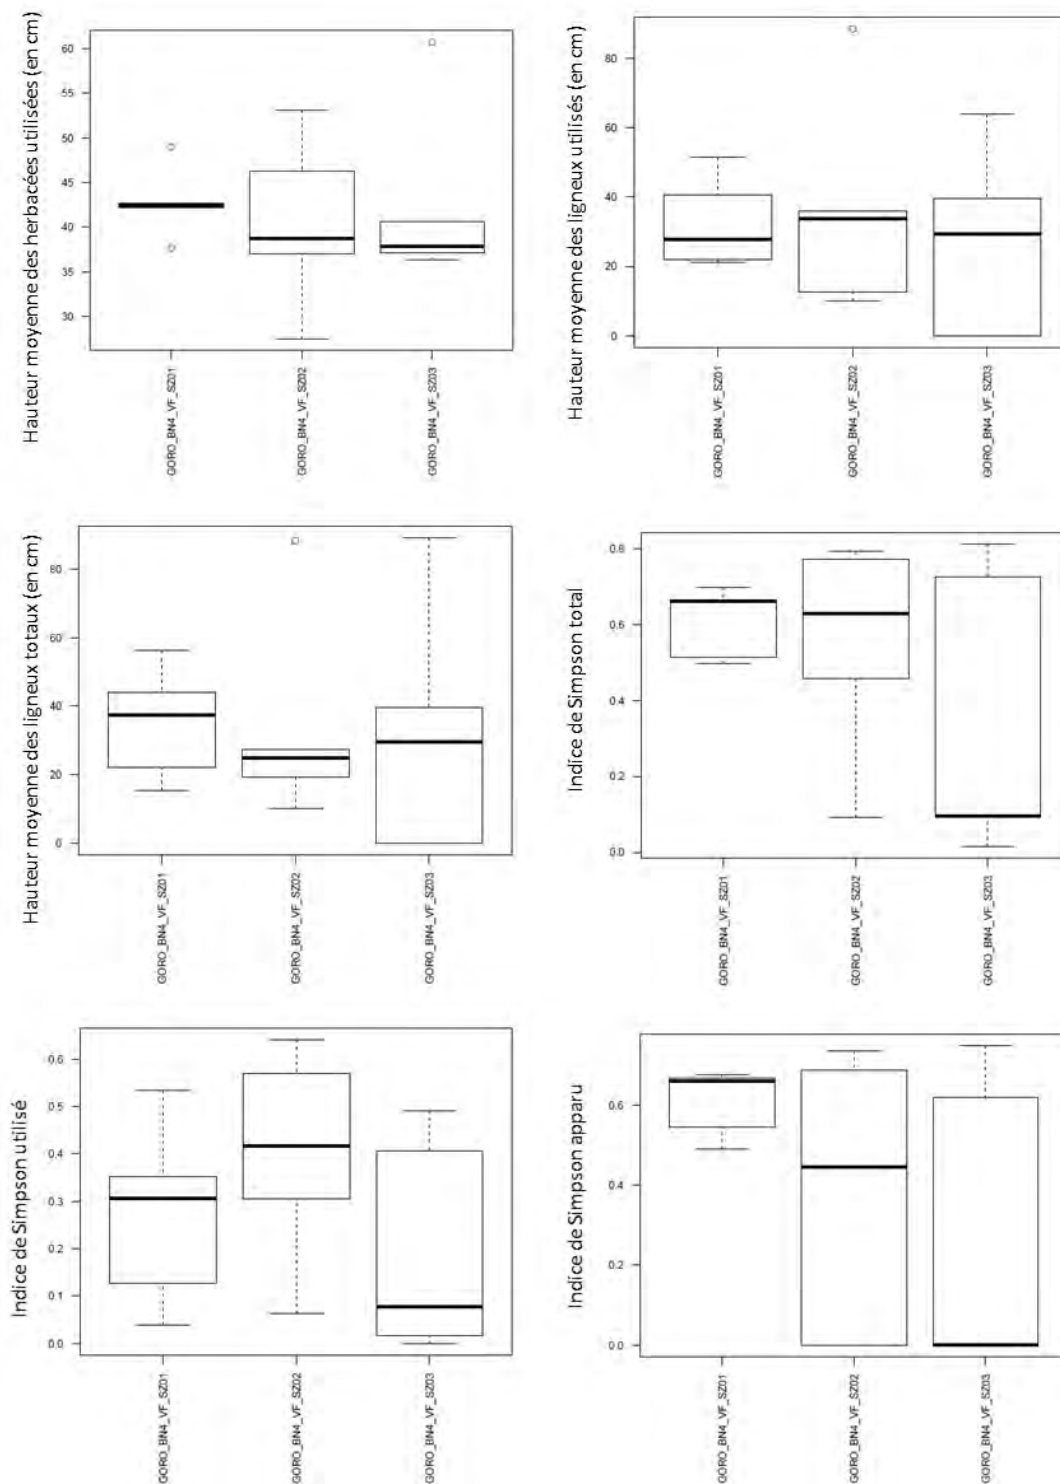 Hauteur moyenne des herbacées utilisées (en cm)
60
55
50
45
40
35
30
GORO_BN4_VF_SZ01
GORO_BN4_VF_SZ02
GORO_BN4_VF_SZ03
Hauteur moyenne des ligneux utilisés (en cm)
80
60
40
20
0
GORO_BN4_VF_SZ01
GORO_BN4_VF_SZ02
GORO_BN4_VF_SZ03
Hauteur moyenne des ligneux totaux (en cm)
80
60
40
20
0
GORO_BN4_VF_SZ01
GORO_BN4_VF_SZ02
GORO_BN4_VF_SZ03
Indice de Simpson total
0.8
0.6
0.4
0.2
0.0
GORO_BN4_VF_SZ01
GORO_BN4_VF_SZ02
GORO_BN4_VF_SZ03
Indice de Simpson utilisé
0.6
0.5
0.4
0.3
0.2
0.1
0.0
GORO_BN4_VF_SZ01
GORO_BN4_VF_SZ02
GORO_BN4_VF_SZ03
Indice de Simpson apparu
0.6
0.4
0.2
0.0
GORO_BN4_VF_SZ01
GORO_BN4_VF_SZ02
GORO_BN4_VF_SZ03